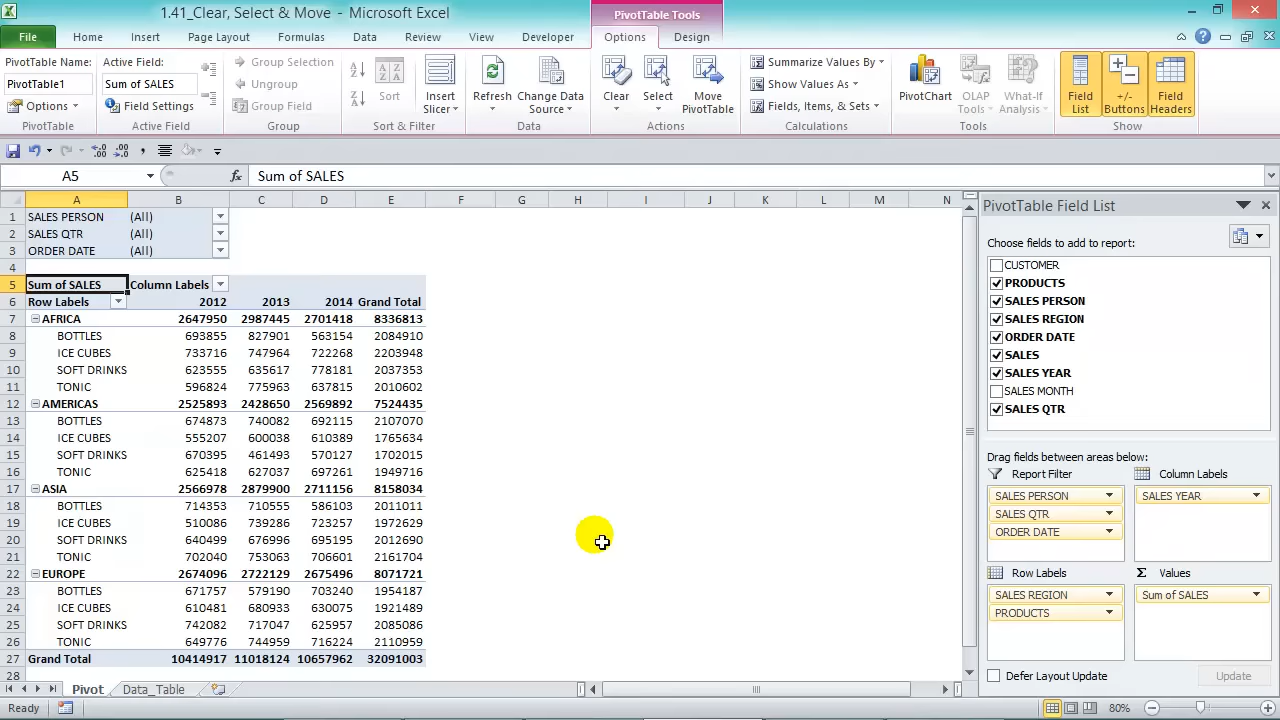 1.41_Clear, Select & Move - Microsoft Excel
PivotTable Tools
File Home Insert Page Layout Formulas Data Review View Developer Options Design
PivotTable Name:
PivotTable1
Options
PivotTable
Active Field:
Sum of SALES
Field Settings
Active Field
Group Selection
Ungroup
Group Field
Group
Sort
Insert Slicer
Sort & Filter
Refresh
Change Data Source
Data
Clear
Select
Move PivotTable
Actions
Summarize Values By
Show Values As
Fields, Items, & Sets
Calculations
PivotChart
OLAP Tools
What-If Analysis
Tools
Field List
+/- Buttons
Field Headers
Show
A5 fx Sum of SALES
A B C D E F G H I J K L M N
1 SALES PERSON (All)
2 SALES QTR (All)
3 ORDER DATE (All)
4
5 Sum of SALES Column Labels
6 Row Labels 2012 2013 2014 Grand Total
7 AFRICA 2647950 2987445 2701418 8336813
8 BOTTLES 693855 827901 563154 2084910
9 ICE CUBES 733716 747964 722268 2203948
10 SOFT DRINKS 623555 635617 778181 2037353
11 TONIC 596824 775963 637815 2010602
12 AMERICAS 2525893 2428650 2569892 7524435
13 BOTTLES 674873 740082 692115 2107070
14 ICE CUBES 555207 600038 610389 1765634
15 SOFT DRINKS 670395 461493 570127 1702015
16 TONIC 625418 627037 697261 1949716
17 ASIA 2566978 2879900 2711156 8158034
18 BOTTLES 714353 710555 586103 2011011
19 ICE CUBES 510086 739286 723257 1972629
20 SOFT DRINKS 640499 676996 695195 2012690
21 TONIC 702040 753063 706601 2161704
22 EUROPE 2674096 2722129 2675496 8071721
23 BOTTLES 671757 579190 703240 1954187
24 ICE CUBES 610481 680933 630075 1921489
25 SOFT DRINKS 742082 717047 625957 2085086
26 TONIC 649776 744959 716224 2110959
27 Grand Total 10414917 11018124 10657962 32091003
28
PivotTable Field List
Choose fields to add to report:
CUSTOMER
PRODUCTS
SALES PERSON
SALES REGION
ORDER DATE
SALES
SALES YEAR
SALES MONTH
SALES QTR
Drag fields between areas below:
Report Filter Column Labels
SALES PERSON SALES YEAR
SALES QTR
ORDER DATE
Row Labels Σ Values
SALES REGION Sum of SALES
PRODUCTS
Defer Layout Update Update
Pivot Data_Table
Ready 80%